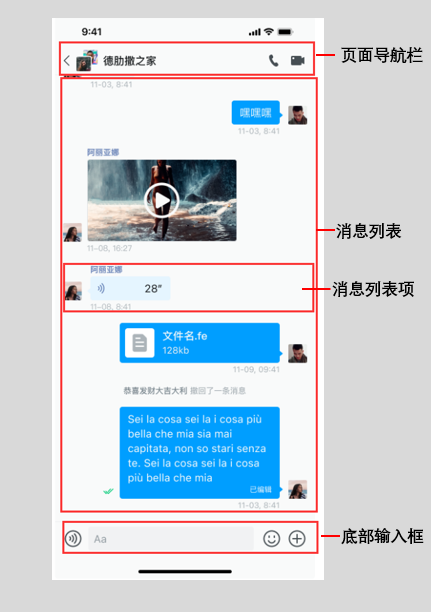 9:41
德肋撒之家
页面导航栏
11-03, 8:41
嘿嘿嘿
11-03, 8:41
阿丽亚娜
11-08, 16:27
消息列表
阿丽亚娜
28″
11-08, 8:41
消息列表项
文件名.fe
128kb
11-09, 09:41
恭喜发财大吉大利 撤回了一条消息
Sei la cosa sei la i cosa più
bella che mia sia mai
capitata, non so stari senza
te. Sei la cosa sei la i cosa
più bella che mia
已编辑
11-03, 8:41
Aa
底部输入框